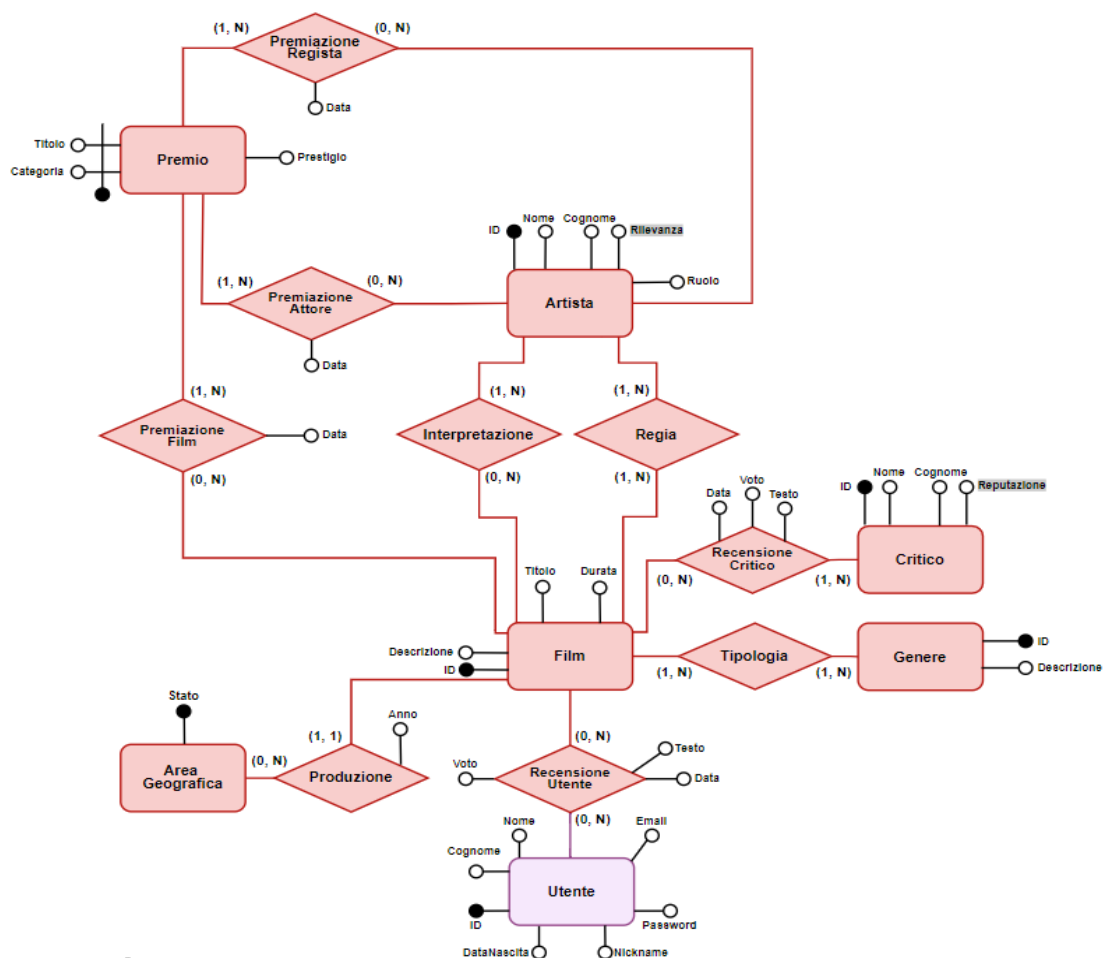 (1, N)
Premiazione
Regista
(0, N)
Data
Titolo
Categoria
Premio
Prestigio
ID
Nome
Cognome
Rilevanza
Ruolo
Artista
(1, N)
Premiazione
Attore
(0, N)
Data
(1, N)
Premiazione
Film
(0, N)
Data
(1, N)
Interpretazione
(0, N)
(1, N)
Regia
(1, N)
Data
Voto
Testo
Recensione
Critico
(0, N)
(1, N)
ID
Nome
Cognome
Reputazione
Critico
Titolo
Durata
Descrizione
ID
Film
(1, N)
Tipologia
(1, N)
Genere
ID
Descrizione
Stato
Area
Geografica
(0, N)
(1, 1)
Anno
Produzione
(0, N)
Voto
Recensione
Utente
Testo
Data
(0, N)
Nome
Email
Cognome
Utente
ID
Password
DataNascita
Nickname